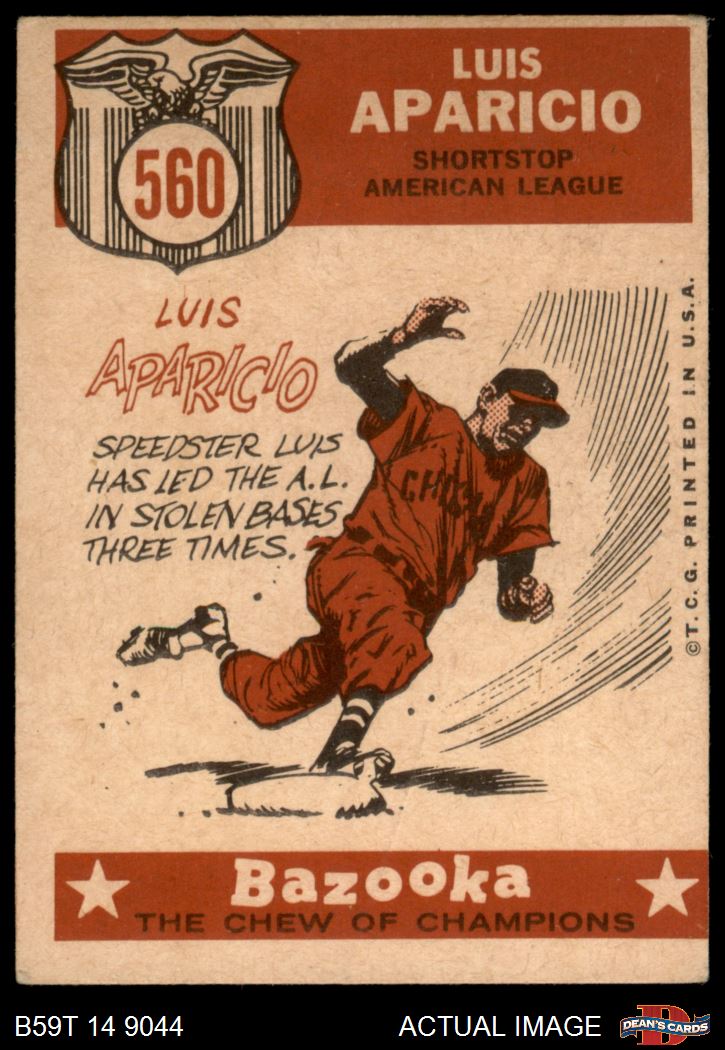 560
LUIS
APARICIO
SHORTSTOP
AMERICAN LEAGUE
LUIS
APARICIO
SPEEDSTER LUIS
HAS LED THE A.L.
IN STOLEN BASES
THREE TIMES.
©T.C.G. PRINTED IN U.S.A.
Bazooka
THE CHEW OF CHAMPIONS
B59T 14 9044
ACTUAL IMAGE
DEAN'S CARDS